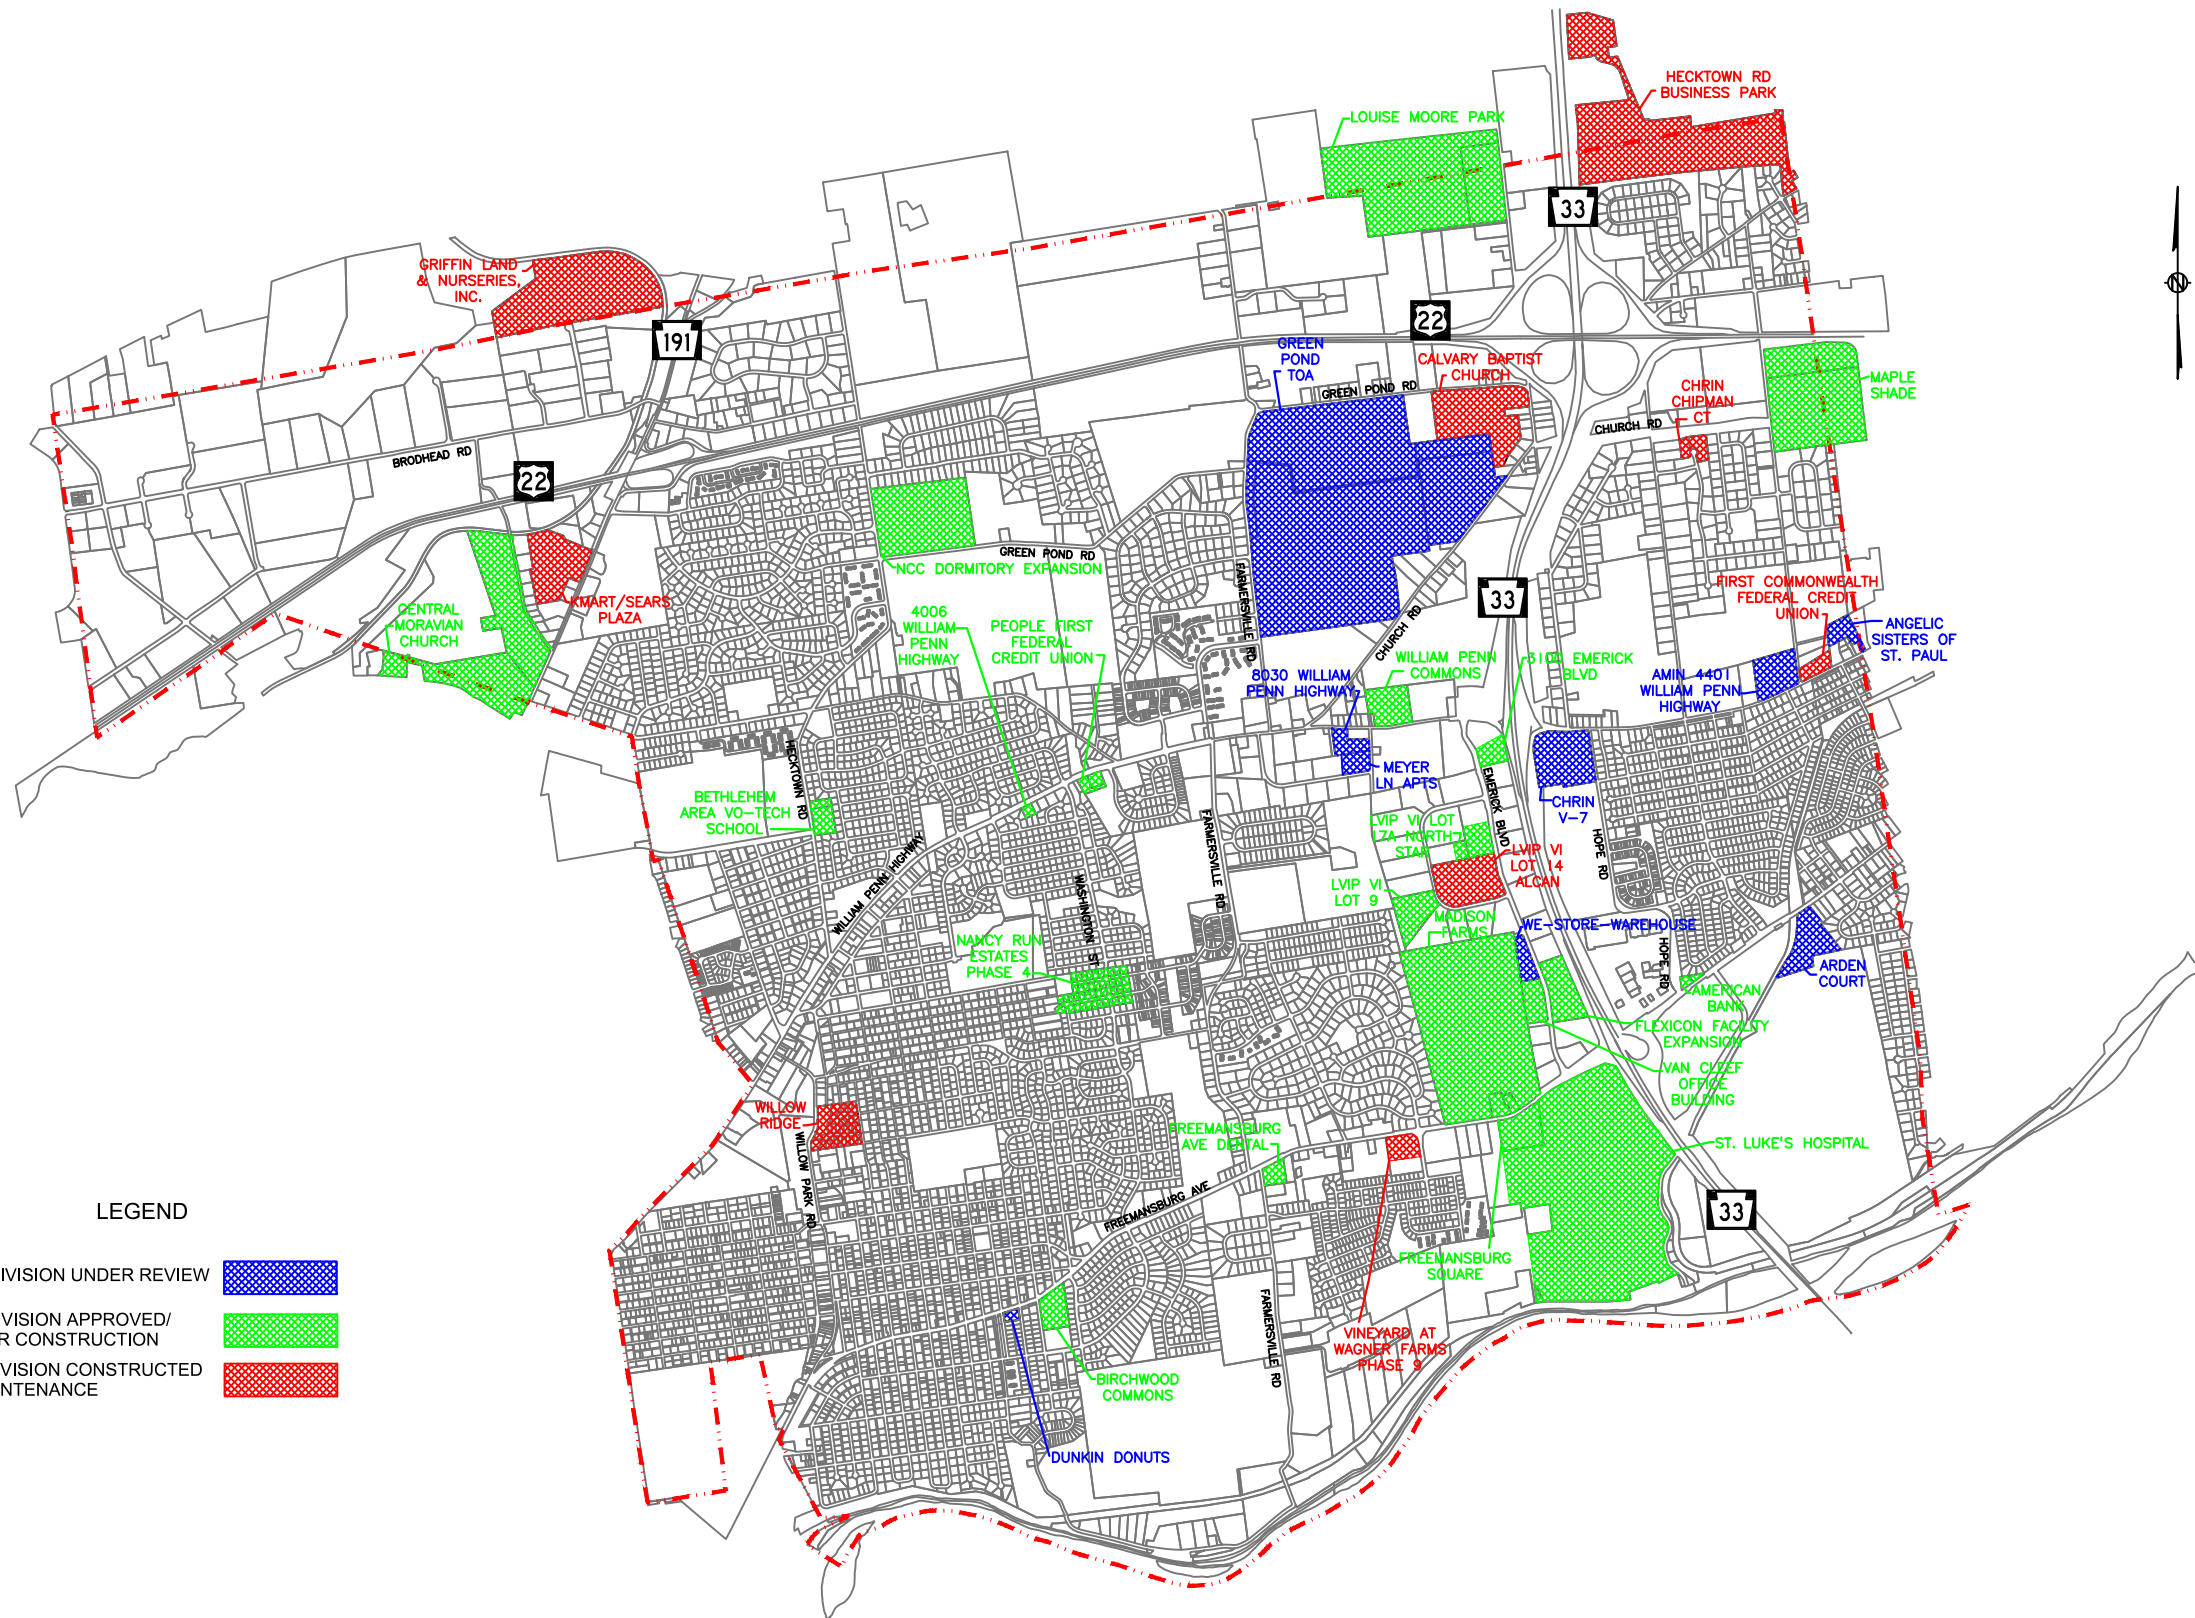 HECKTOWN RD
BUSINESS PARK
LOUISE MOORE PARK
33
GRIFFIN LAND
& NURSERIES,
INC.
191
22
GREEN
POND
TOA
CALVARY BAPTIST
CHURCH
GREEN POND RD
CHRIN
CHIPMAN
CT
MAPLE
SHADE
CHURCH RD
BRODHEAD RD
22
N
GREEN POND RD
NCC DORMITORY EXPANSION
FARMERSVILLE RD
33
KMART/SEARS
PLAZA
CENTRAL
MORAVIAN
CHURCH
4006
WILLIAM
PENN
HIGHWAY
PEOPLE FIRST
FEDERAL
CREDIT UNION
CHURCH RD
FIRST COMMONWEALTH
FEDERAL CREDIT
UNION
ANGELIC
SISTERS OF
ST. PAUL
8030 WILLIAM
PENN HIGHWAY
WILLIAM PENN
COMMONS
3100 EMERICK
BLVD
AMIN 4401
WILLIAM PENN
HIGHWAY
HECKTOWN RD
MEYER
LN APTS
EMERICK BLVD
CHRIN
V-7
BETHLEHEM
AREA VO-TECH
SCHOOL
WILLIAM PENN HIGHWAY
FARMERSVILLE RD
LVIP VI LOT
17A NORTH
STAR
LVIP VI
LOT 14
ALCAN
HOPE RD
LVIP VI
LOT 9
WASHINGTON ST
MADISON
FARMS
WE-STORE-WAREHOUSE
NANCY RUN
ESTATES
PHASE 4
HOPE RD
ARDEN
COURT
AMERICAN
BANK
FLEXICON FACILITY
EXPANSION
VAN CLEEF
OFFICE
BUILDING
WILLOW
RIDGE
WILLOW PARK RD
FREEMANSBURG
AVE DENTAL
ST. LUKE'S HOSPITAL
FREEMANSBURG AVE
33
FREEMANSBURG
SQUARE
FARMERSVILLE RD
VINEYARD AT
WAGNER FARMS
PHASE 9
BIRCHWOOD
COMMONS
DUNKIN DONUTS
LEGEND
IVISION UNDER REVIEW
VISION APPROVED/
R CONSTRUCTION
VISION CONSTRUCTED
NTENANCE